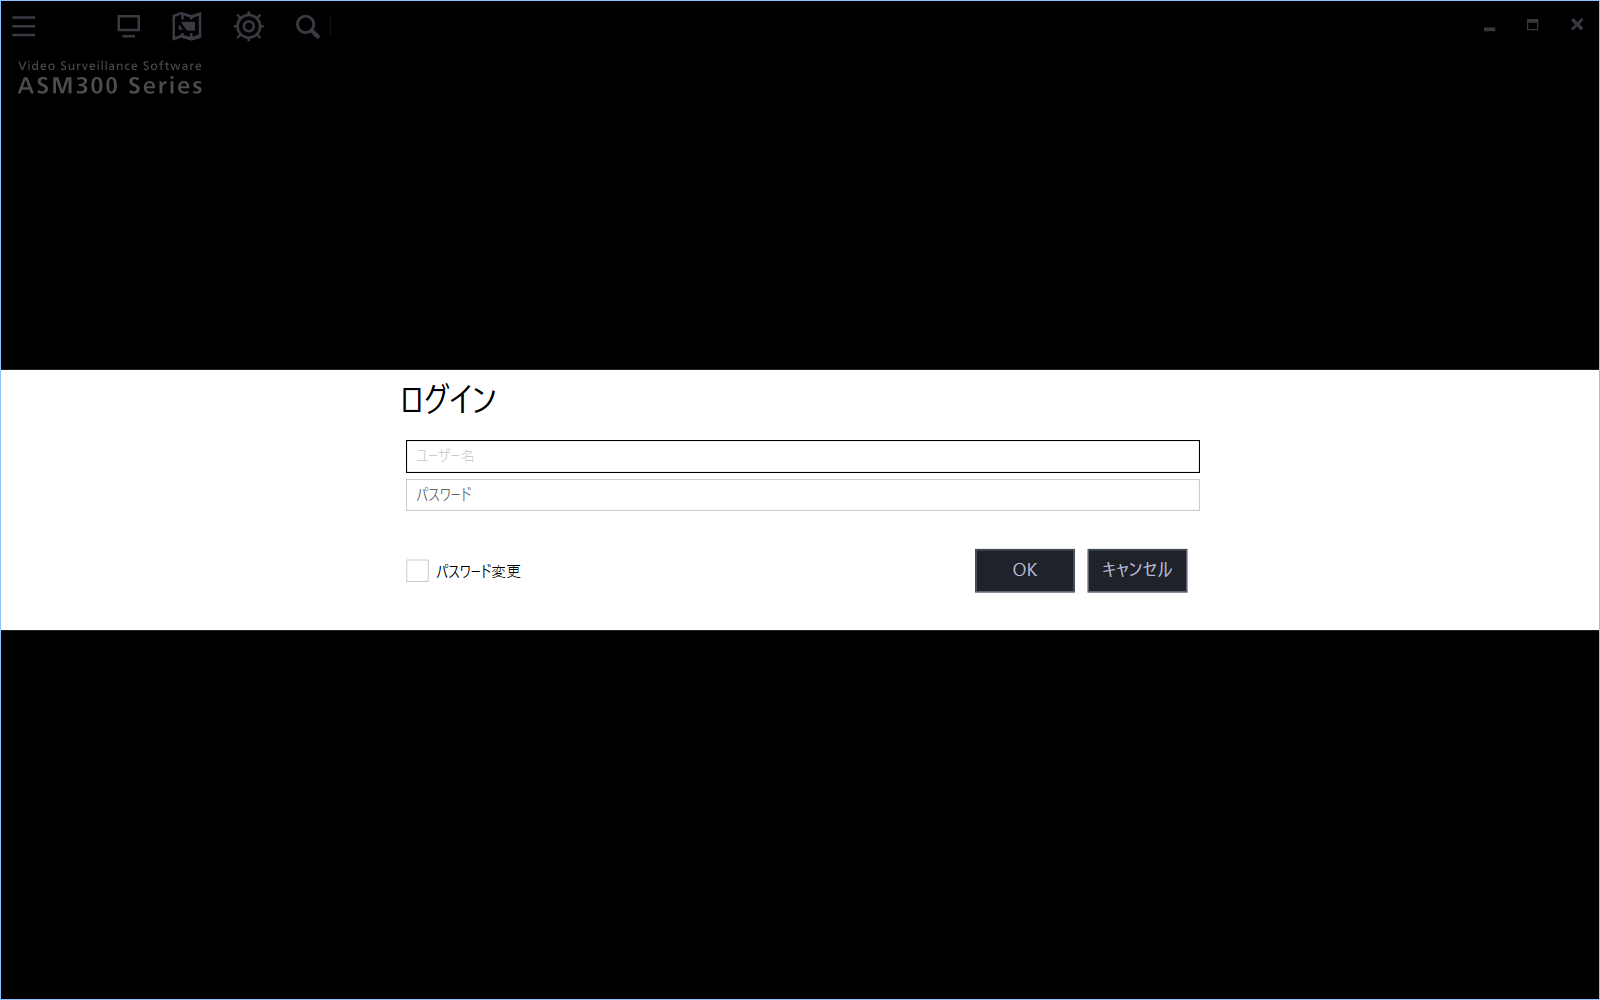 Video Surveillance Software
ASM300 Series
ログイン
ユーザー名
パスワード
パスワード変更
OK
キャンセル